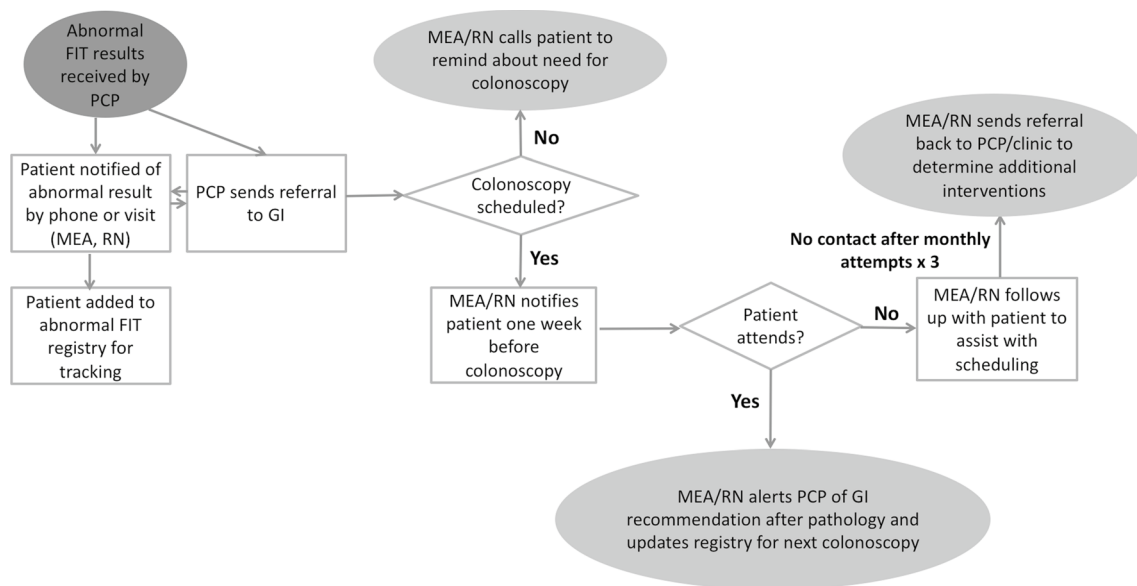 Abnormal
FIT results
received by
PCP
Patient notified of
abnormal result
by phone or visit
(MEA, RN)
Patient added to
abnormal FIT
registry for
tracking
PCP sends referral
to GI
MEA/RN calls patient to
remind about need for
colonoscopy
No
Colonoscopy
scheduled?
Yes
MEA/RN notifies
patient one week
before
colonoscopy
Patient
attends?
No
Yes
MEA/RN follows
up with patient to
assist with
scheduling
No contact after monthly
attempts x 3
MEA/RN sends referral
back to PCP/clinic to
determine additional
interventions
MEA/RN alerts PCP of GI
recommendation after pathology and
updates registry for next colonoscopy